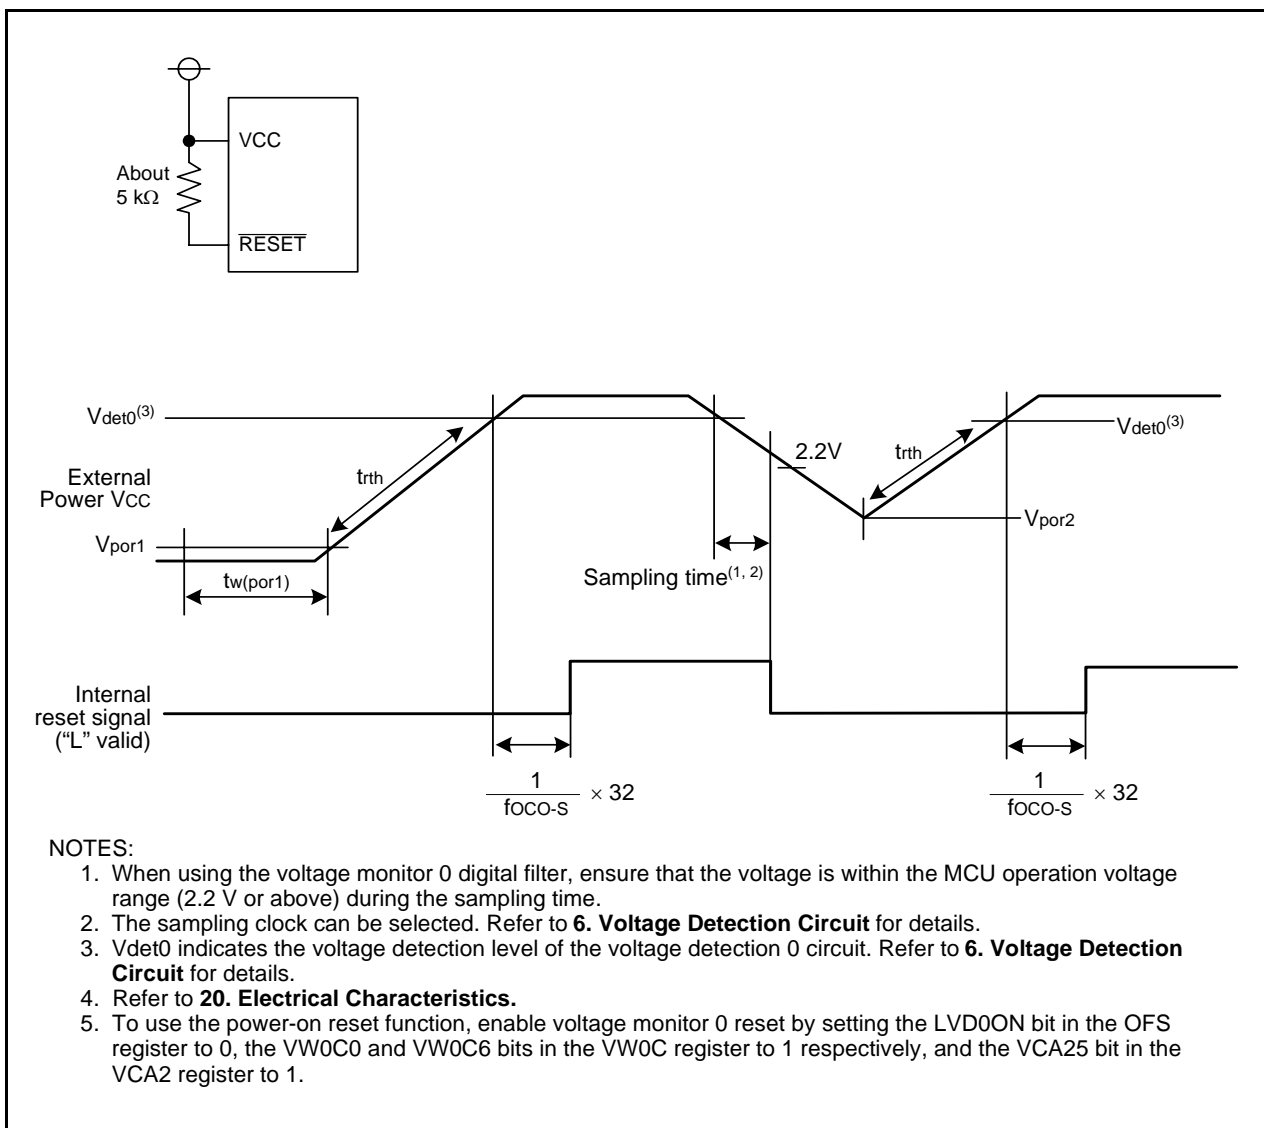 VCC
About
5 kΩ
RESET
Vdet0(3)
2.2V
Vdet0(3)
trth
trth
External
Power VCC
Vpor2
Vpor1
Sampling time(1, 2)
tw(por1)
Internal
reset signal
(“L” valid)
1
fOCO-S
× 32
1
fOCO-S
× 32
NOTES:
1. When using the voltage monitor 0 digital filter, ensure that the voltage is within the MCU operation voltage
range (2.2 V or above) during the sampling time.
2. The sampling clock can be selected. Refer to 6. Voltage Detection Circuit for details.
3. Vdet0 indicates the voltage detection level of the voltage detection 0 circuit. Refer to 6. Voltage Detection
Circuit for details.
4. Refer to 20. Electrical Characteristics.
5. To use the power-on reset function, enable voltage monitor 0 reset by setting the LVD0ON bit in the OFS
register to 0, the VW0C0 and VW0C6 bits in the VW0C register to 1 respectively, and the VCA25 bit in the
VCA2 register to 1.